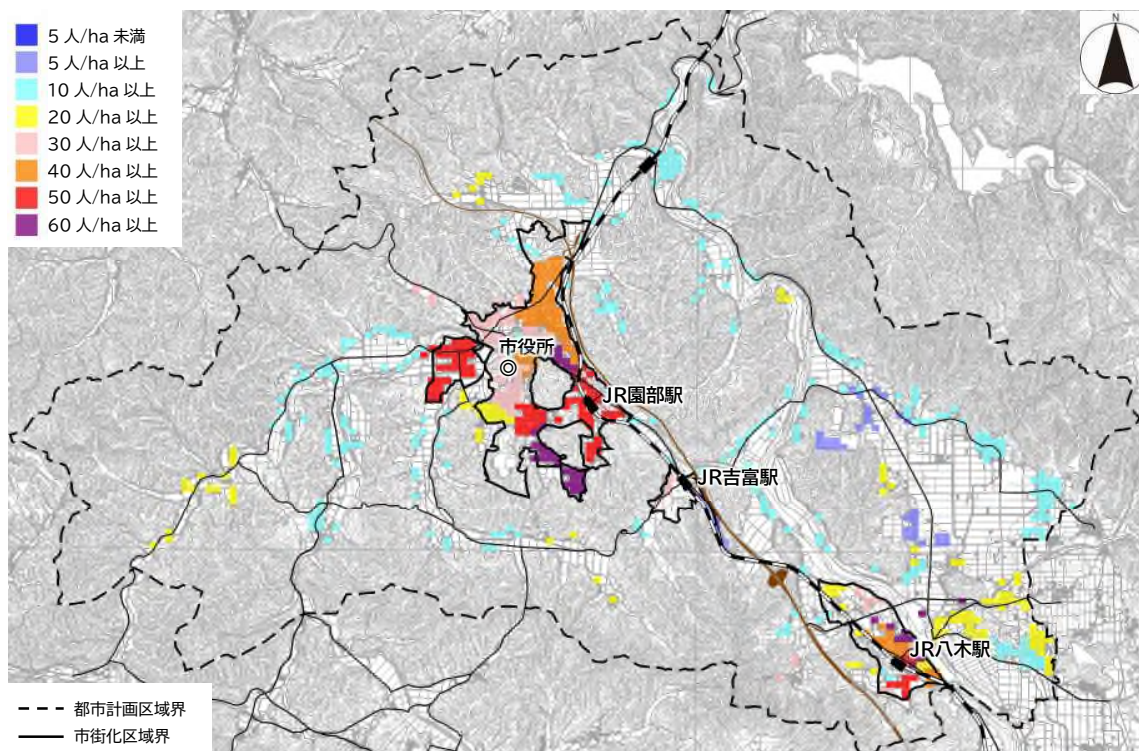 5 人/ha 未満
5 人/ha 以上
10 人/ha 以上
20 人/ha 以上
30 人/ha 以上
40 人/ha 以上
50 人/ha 以上
60 人/ha 以上
N
市役所
JR園部駅
JR吉富駅
JR八木駅
都市計画区域界
市街化区域界